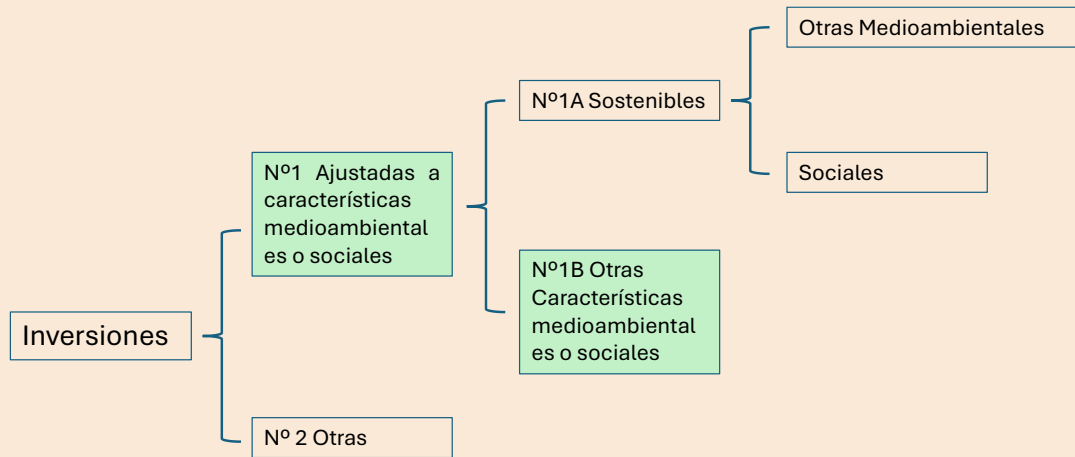 Otras Medioambientales
Nº1A Sostenibles
Nº1 Ajustadas a
características
medioambiental
es o sociales
Sociales
Nº1B Otras
Características
medioambiental
es o sociales
Inversiones
Nº 2 Otras